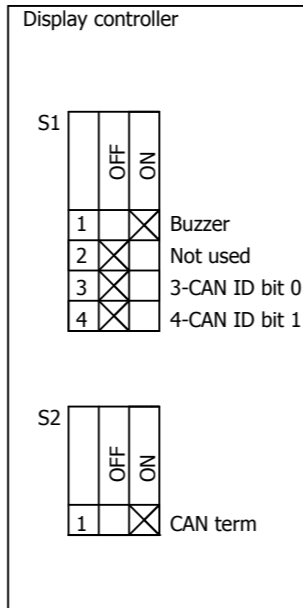 Display controller
S1
OFF
ON
1 Buzzer
2 Not used
3 3-CAN ID bit 0
4 4-CAN ID bit 1
S2
OFF
ON
1 CAN term